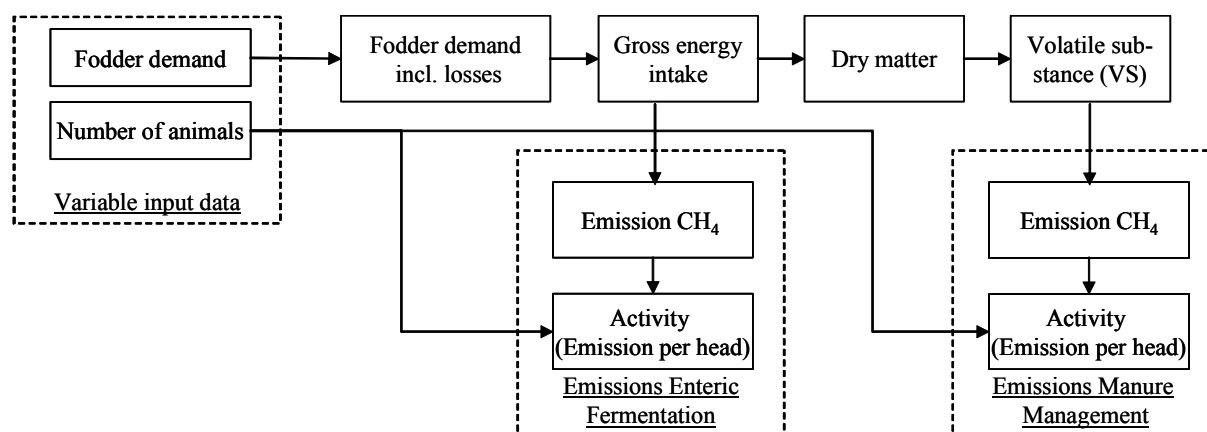 Fodder demand
Fodder demand
incl. losses
Gross energy
intake
Dry matter
Volatile sub-
stance (VS)
Number of animals
Variable input data
Emission CH₄
Emission CH₄
Activity
(Emission per head)
Activity
(Emission per head)
Emissions Enteric
Fermentation
Emissions Manure
Management